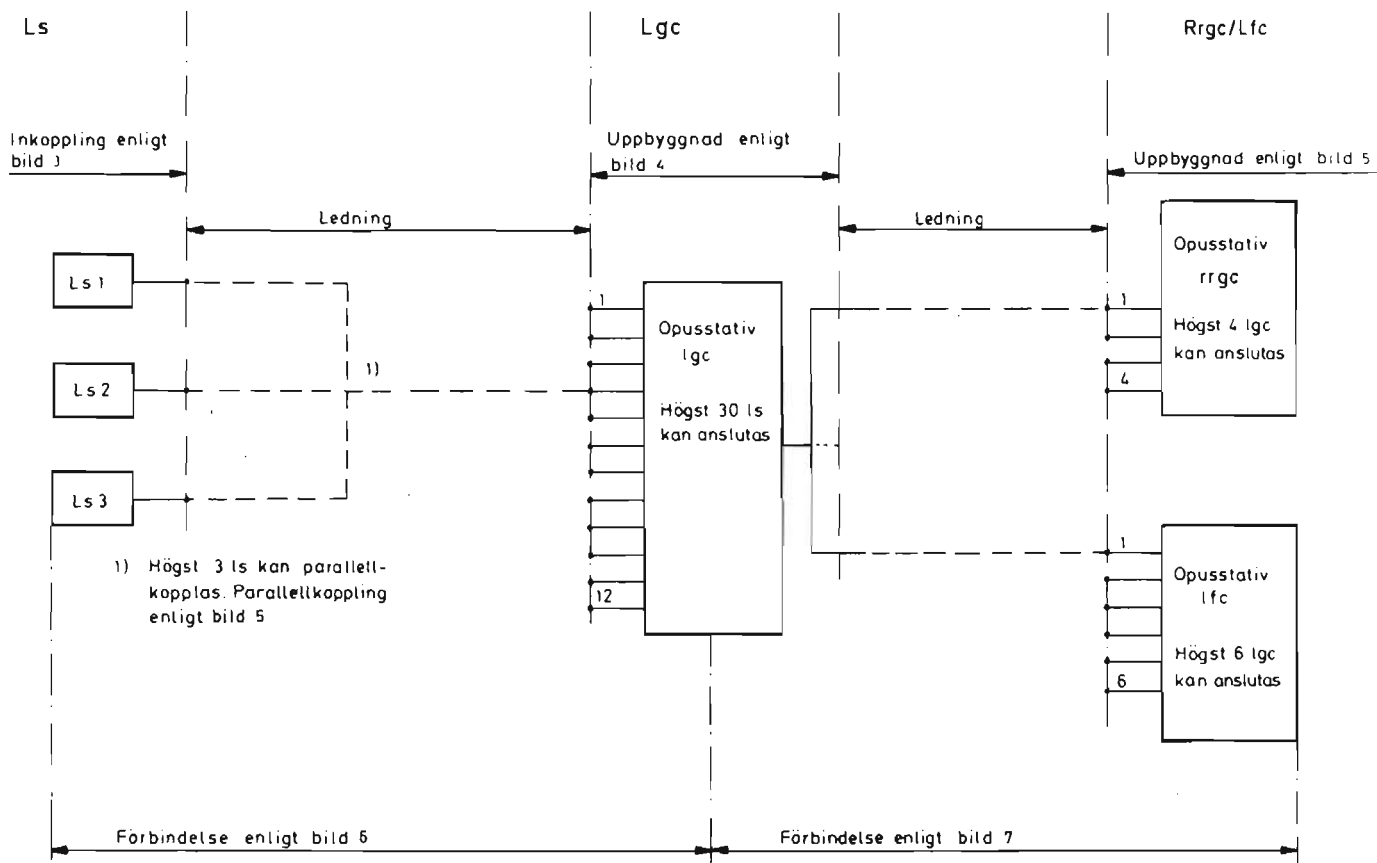 Ls
Lgc
Rrgc/Lfc
Inkoppling enligt
bild 3
Uppbyggnad enligt
bild 4
Uppbyggnad enligt bild 5
Ledning
Ledning
Ls 1
Ls 2
Ls 3
1)
1) Högst 3 ls kan parallell-
kopplas. Parallellkoppling
enligt bild 5
1
12
Opusstativ
lgc
Högst 30 ls
kan anslutas
1
4
Opusstativ
rrgc
Högst 4 lgc
kan anslutas
1
6
Opusstativ
lfc
Högst 6 lgc
kan anslutas
Förbindelse enligt bild 6
Förbindelse enligt bild 7